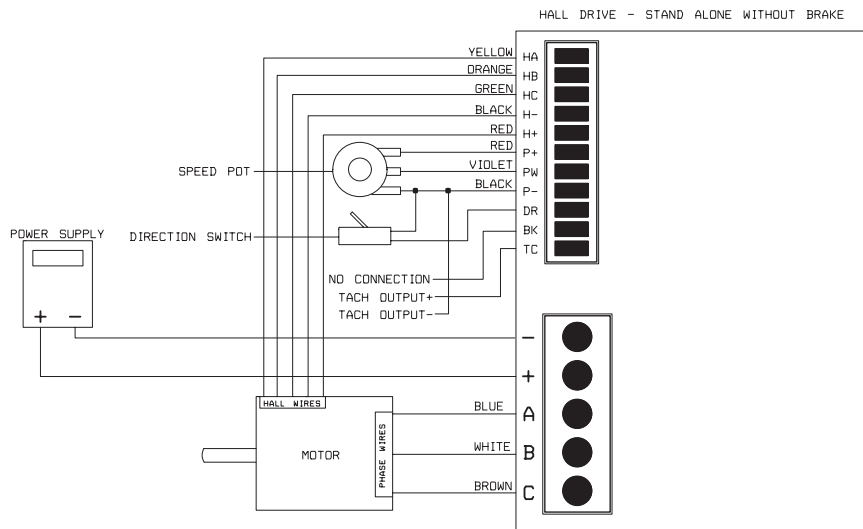 HALL DRIVE - STAND ALONE WITHOUT BRAKE
YELLOW HA
ORANGE HB
GREEN HC
BLACK H-
RED H+
RED P+
SPEED POT VIOLET PW
BLACK P-
DR
POWER SUPPLY DIRECTION SWITCH BK
TC
NO CONNECTION
TACH OUTPUT+
TACH OUTPUT-
+ -
-
+
HALL WIRES
BLUE A
MOTOR PHASE WIRES WHITE B
BROWN C